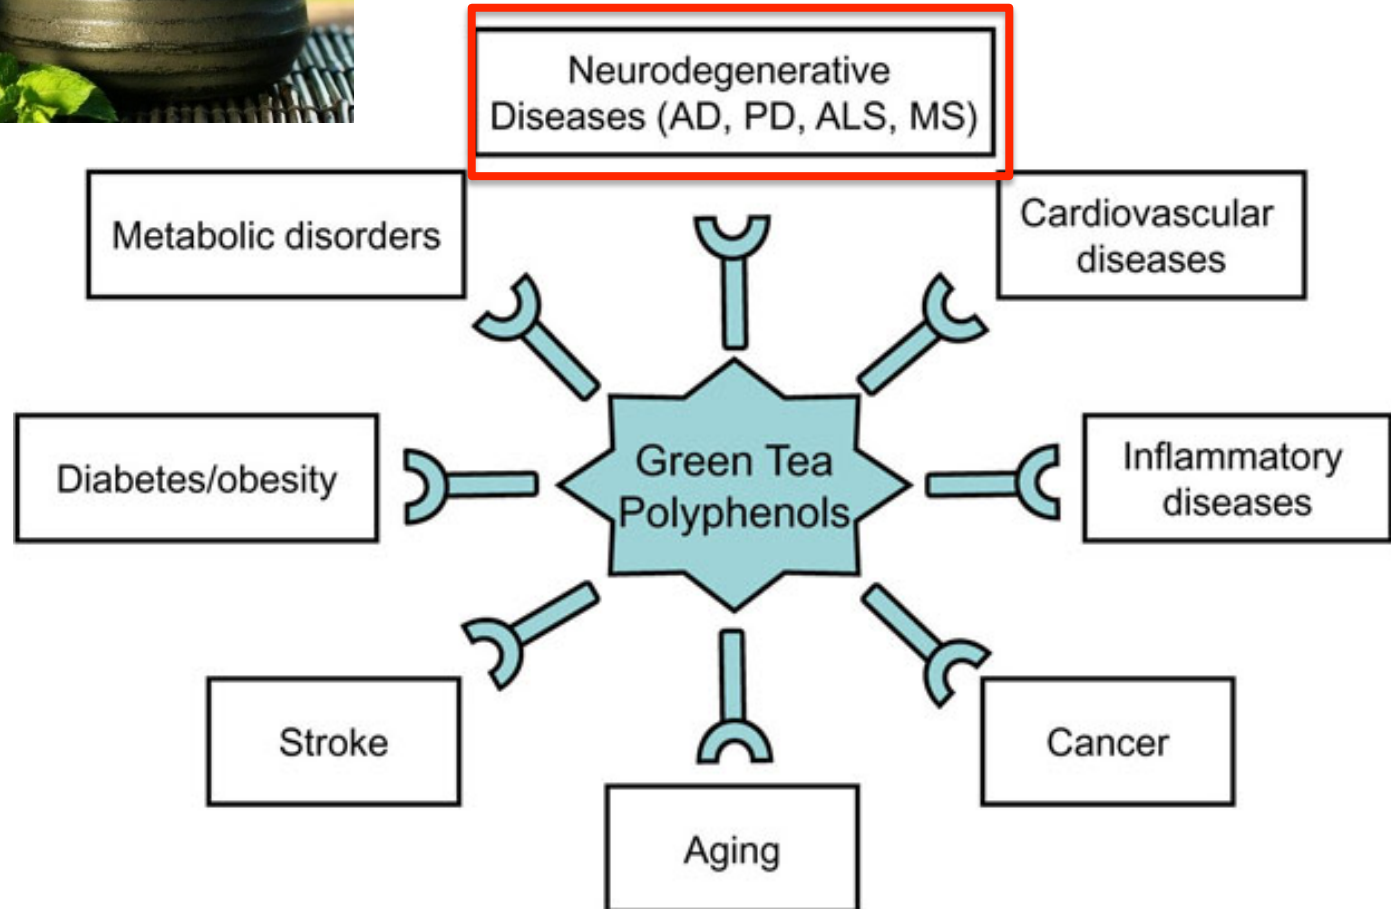 Neurodegenerative
Diseases (AD, PD, ALS, MS)
Metabolic disorders
Cardiovascular
diseases
Diabetes/obesity
Green Tea
Polyphenols
Inflammatory
diseases
Stroke
Cancer
Aging